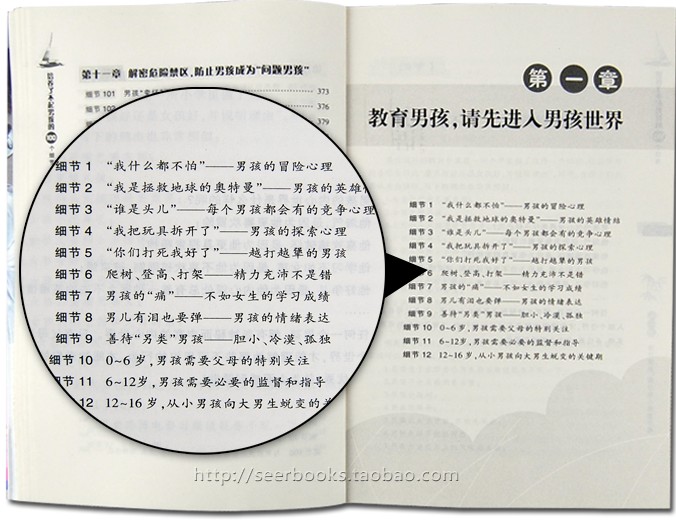 培养了不起男孩的100个细节
第十一章 解密危险禁区,防止男孩成为“问题男孩”
细节 101 男孩“
373
细节 102
376
379
细节 1 “我什么都不怕”——男孩的冒险心理
细节 2 “我是拯救地球的奥特曼”——男孩的英雄情
细节 3 “谁是头儿”——每个男孩都会有的竞争心理
细节 4 “我把玩具拆开了”——男孩的探索心理
细节 5 “你们打死我好了”——越打越犟的男孩
细节 6 爬树、登高、打架——精力充沛不是错
细节 7 男孩的“痛”——不如女生的学习成绩
细节 8 男儿有泪也要弹——男孩的情绪表达
细节 9 善待“另类”男孩——胆小、冷漠、孤独
细节 10 0~6岁,男孩需要父母的特别关注
细节 11 6~12岁,男孩需要必要的监督和指导
12 12~16岁,从小男孩向大男生蜕变的关
第一章
教育男孩,请先进入男孩世界
细节 1 “我什么都不怕”——男孩的冒险心理
细节 2 “我是拯救地球的奥特曼”——男孩的英雄情结
细节 3 “谁是头儿”——每个男孩都会有的竞争心理
细节 4 “我把玩具拆开了”——男孩的探索心理
细节 5 “你们打死我好了”——越打越犟的男孩
6 爬树、登高、打架——精力充沛不是错
细节 7 男孩的“痛”——不如女生的学习成绩
细节 8 男儿有泪也要弹——男孩的情绪表达
细节 9 善待“另类”男孩——胆小、冷漠、孤独
细节 10 0~6岁,男孩需要父母的特别关注
细节 11 6~12岁,男孩需要必要的监督和指导
细节 12 12~16岁,从小男孩向大男生蜕变的关键期
http://seerbooks.taobao.com